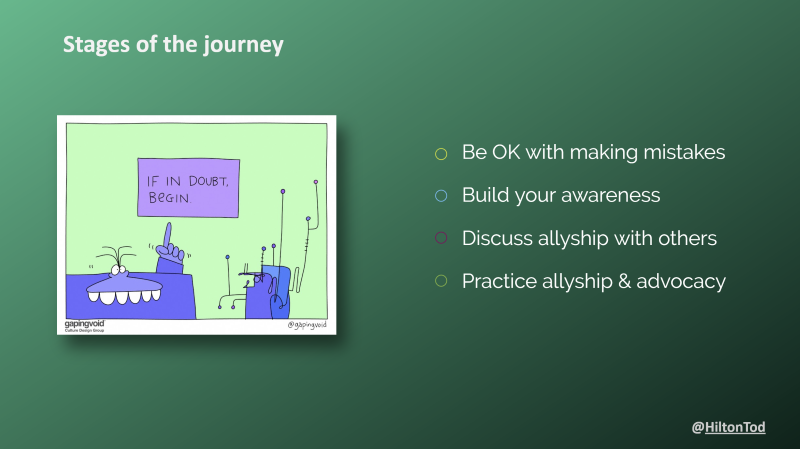 Stages of the journey
IF IN DOUBT,
BEGIN.
gapingvoid
Culture Design Group
@gapingvoid
Be OK with making mistakes
Build your awareness
Discuss allyship with others
Practice allyship & advocacy
@HiltonTod